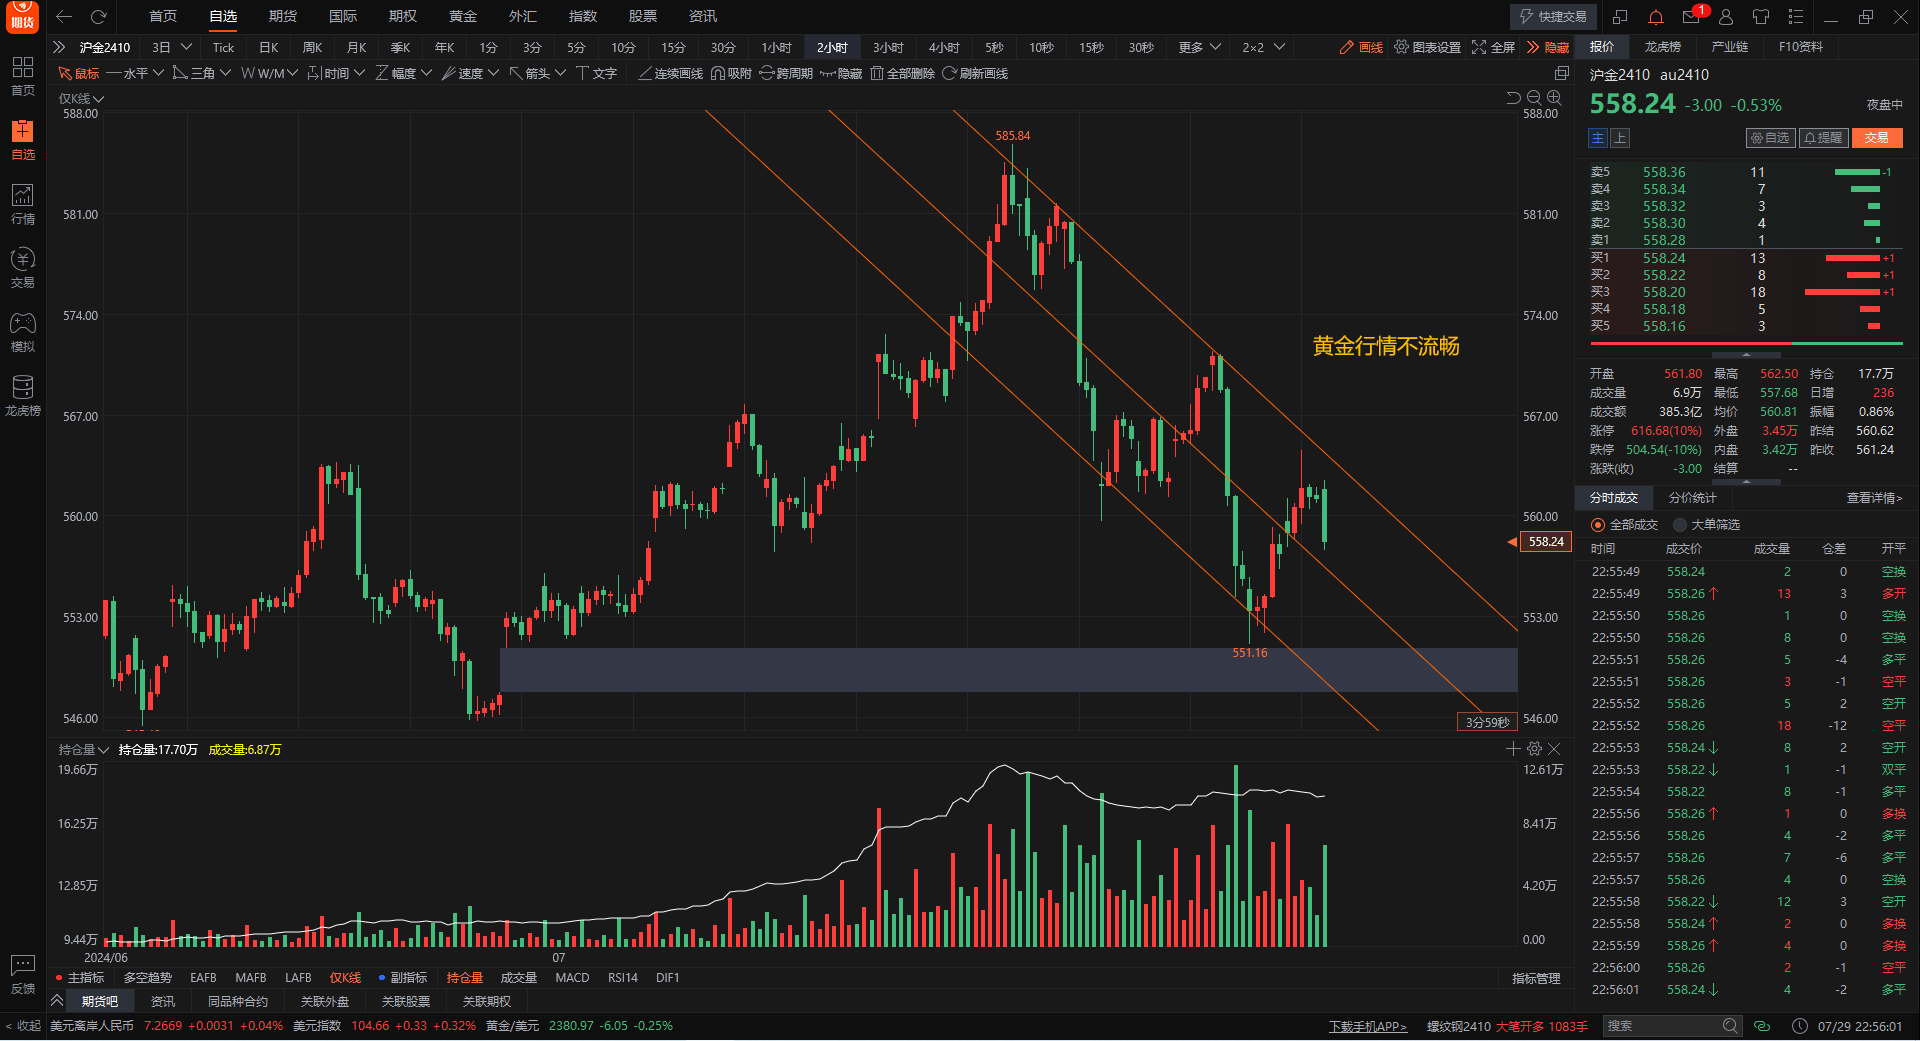 期货
首页 自选 期货 国际 期权 黄金 外汇 指数 股票 资讯
快捷交易 1
沪金2410 3日 Tick 日K 周K 月K 季K 年K 1分 3分 5分 10分 15分 30分 1小时 2小时 3小时 4小时 5秒 10秒 15秒 30秒 更多 2×2 画线 图表设置 全屏 隐藏
鼠标 水平 三角 W/M 时间 幅度 速度 箭头 文字 连续画线 吸附 跨周期 隐藏 全部删除 刷新画线
首页
自选
行情
交易
模拟
龙虎榜
反馈
仅K线
588.00 588.00
585.84
581.00 581.00
574.00 574.00
黄金行情不流畅
567.00 567.00
560.00 560.00
558.24
553.00 553.00
551.16
546.00 546.00
3分59秒
持仓量 持仓量:17.70万 成交量:6.87万
19.66万 12.61万
16.25万 8.41万
12.85万 4.20万
9.44万 0.00
2024/06 07
主指标 多空趋势 EAFB MAFB LAFB 仅K线 副指标 持仓量 成交量 MACD RSI14 DIF1 指标管理
期货吧 资讯 同品种合约 关联外盘 关联股票 关联期权
报价 龙虎榜 产业链 F10资料
沪金2410 au2410
558.24 -3.00 -0.53% 夜盘中
主 上 自选 提醒 交易
卖5 558.36 11 -1
卖4 558.34 7
卖3 558.32 3
卖2 558.30 4
卖1 558.28 1
买1 558.24 13 +1
买2 558.22 8 +1
买3 558.20 18 +1
买4 558.18 5
买5 558.16 3
开盘 561.80 最高 562.50 持仓 17.7万
成交量 6.9万 最低 557.68 日增 236
成交额 385.3亿 均价 560.81 振幅 0.86%
涨停 616.68(10%) 外盘 3.45万 昨结 560.62
跌停 504.54(-10%) 内盘 3.42万 昨收 561.24
涨跌(收) -3.00 结算 --
分时成交 分价统计 查看详情>
全部成交 大单筛选
时间 成交价 成交量 仓差 开平
22:55:49 558.24 2 0 空换
22:55:49 558.26↑ 13 3 多开
22:55:50 558.26 1 0 空换
22:55:50 558.26 8 0 空换
22:55:51 558.26 5 -4 多平
22:55:51 558.26 3 -1 空平
22:55:52 558.26 5 2 空开
22:55:52 558.26 18 -12 空平
22:55:53 558.24↓ 8 2 空开
22:55:53 558.22↓ 1 -1 双平
22:55:54 558.22 8 -1 多平
22:55:56 558.26↑ 1 0 多换
22:55:56 558.26 4 -2 多平
22:55:57 558.26 7 -6 多平
22:55:57 558.26 4 0 空换
22:55:58 558.22↓ 12 3 空开
22:55:58 558.24↑ 2 0 多换
22:55:59 558.26↑ 4 0 多换
22:56:00 558.26 2 -1 空平
22:56:01 558.24↓ 4 -2 多平
< 收起 美元离岸人民币 7.2669 +0.0031 +0.04% 美元指数 104.66 +0.33 +0.32% 黄金/美元 2380.97 -6.05 -0.25% 下载手机APP> 螺纹钢2410 大笔开多 1083手 搜索 07/29 22:56:01